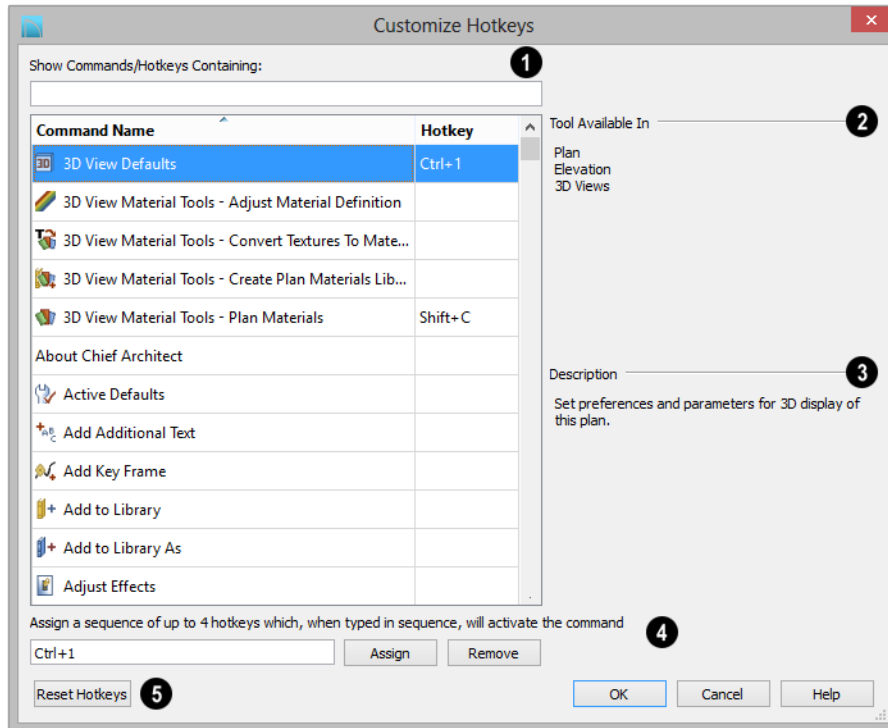 Customize Hotkeys
Show Commands/Hotkeys Containing:
1
Command Name Hotkey
3D View Defaults Ctrl+1
3D View Material Tools - Adjust Material Definition
3D View Material Tools - Convert Textures To Mate...
3D View Material Tools - Create Plan Materials Lib...
3D View Material Tools - Plan Materials Shift+C
About Chief Architect
Active Defaults
Add Additional Text
Add Key Frame
Add to Library
Add to Library As
Adjust Effects
Tool Available In 2
Plan
Elevation
3D Views
Description 3
Set preferences and parameters for 3D display of
this plan.
Assign a sequence of up to 4 hotkeys which, when typed in sequence, will activate the command
4
Ctrl+1 Assign Remove
Reset Hotkeys 5 OK Cancel Help